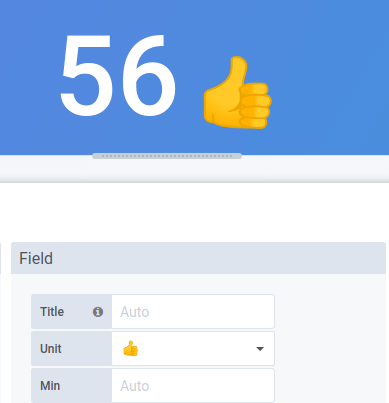 56 👍
Field
Title Auto
Unit 👍
Min Auto